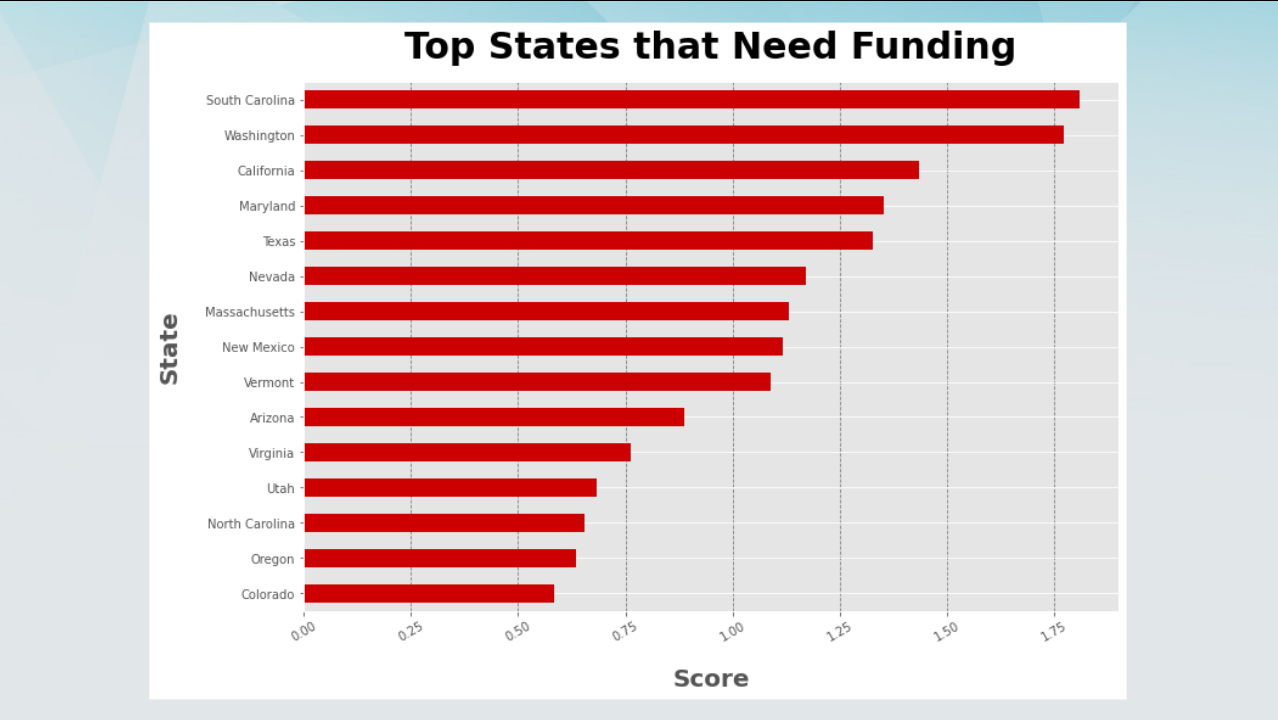 Top States that Need Funding
South Carolina
Washington
California
Maryland
Texas
Nevada
Massachusetts
New Mexico
Vermont
Arizona
Virginia
Utah
North Carolina
Oregon
Colorado
State
0.00 0.25 0.50 0.75 1.00 1.25 1.50 1.75
Score